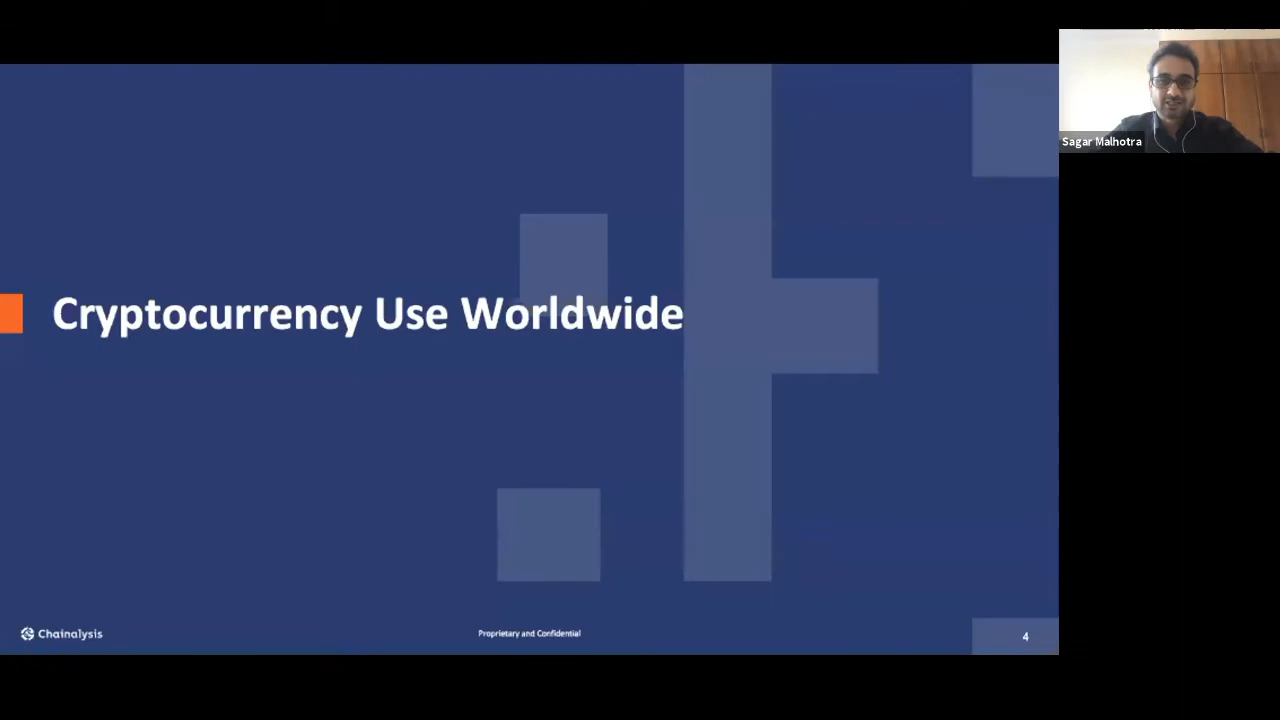 Sagar Malhotra
Cryptocurrency Use Worldwide
Chainalysis
Proprietary and Confidential
4